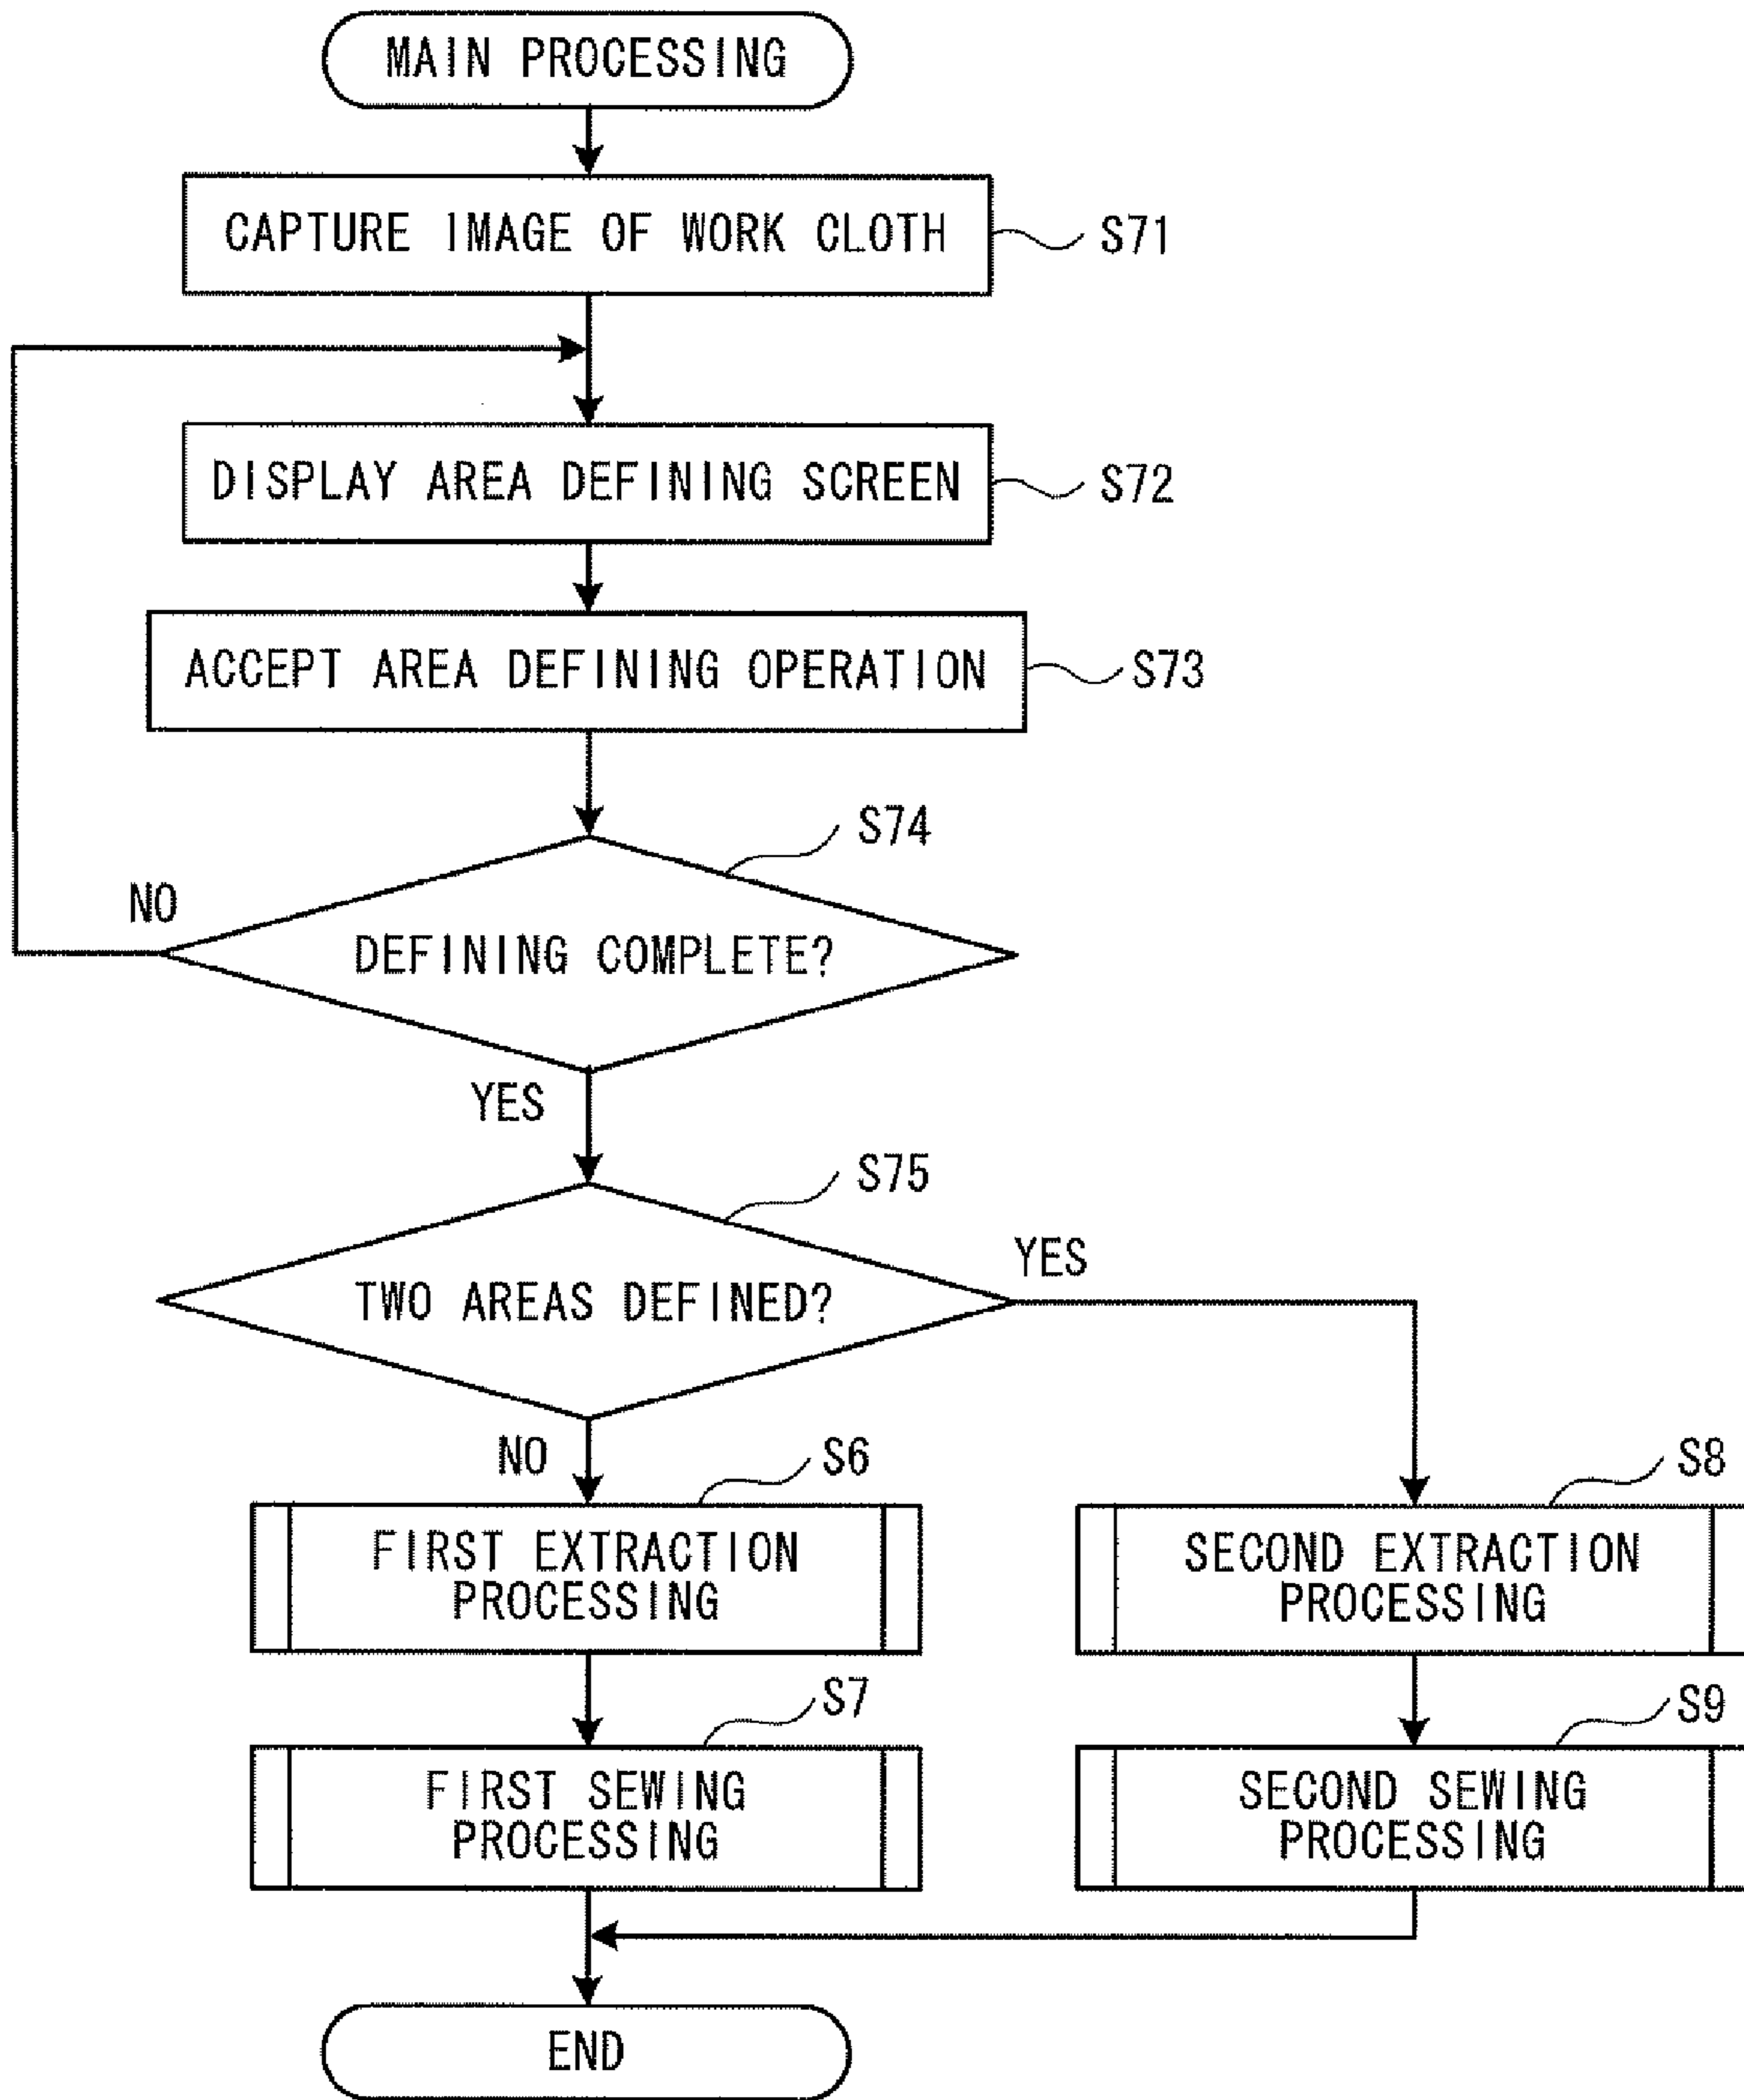 MAIN PROCESSING
CAPTURE IMAGE OF WORK CLOTH
S71
DISPLAY AREA DEFINING SCREEN
S72
ACCEPT AREA DEFINING OPERATION
S73
S74
NO
DEFINING COMPLETE?
YES
S75
YES
TWO AREAS DEFINED?
NO
S6
S8
FIRST EXTRACTION
PROCESSING
SECOND EXTRACTION
PROCESSING
S7
S9
FIRST SEWING
PROCESSING
SECOND SEWING
PROCESSING
END